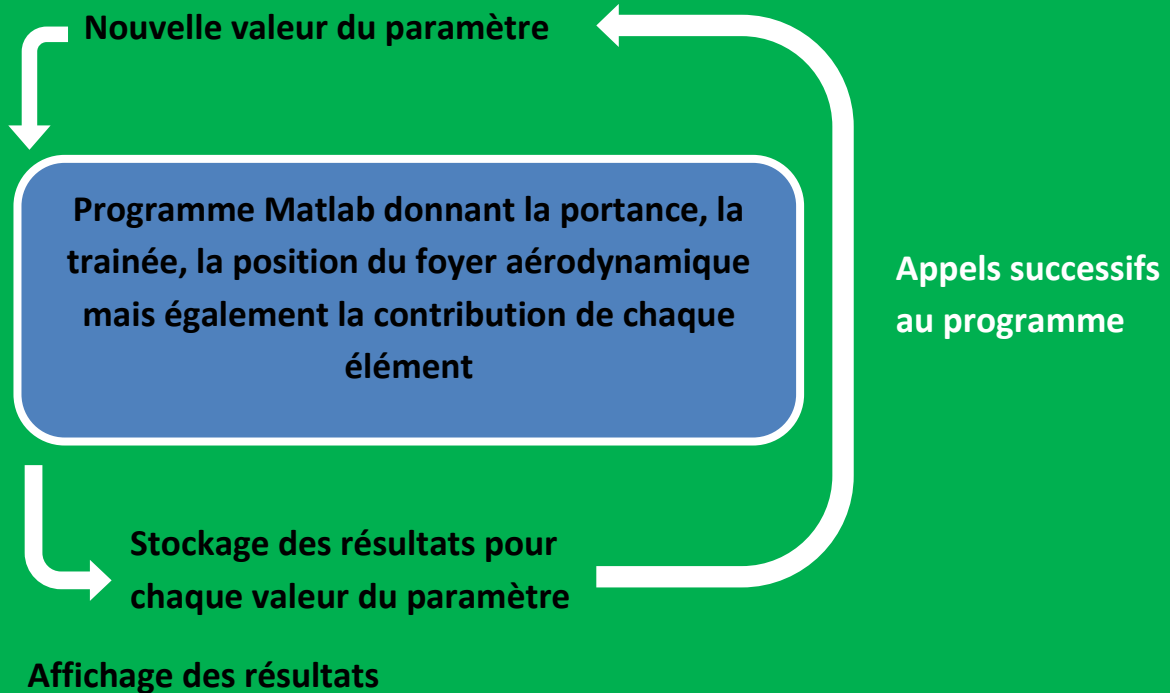 Nouvelle valeur du paramètre
Programme Matlab donnant la portance, la
trainée, la position du foyer aérodynamique
mais également la contribution de chaque
élément
Appels successifs
au programme
Stockage des résultats pour
chaque valeur du paramètre
Affichage des résultats